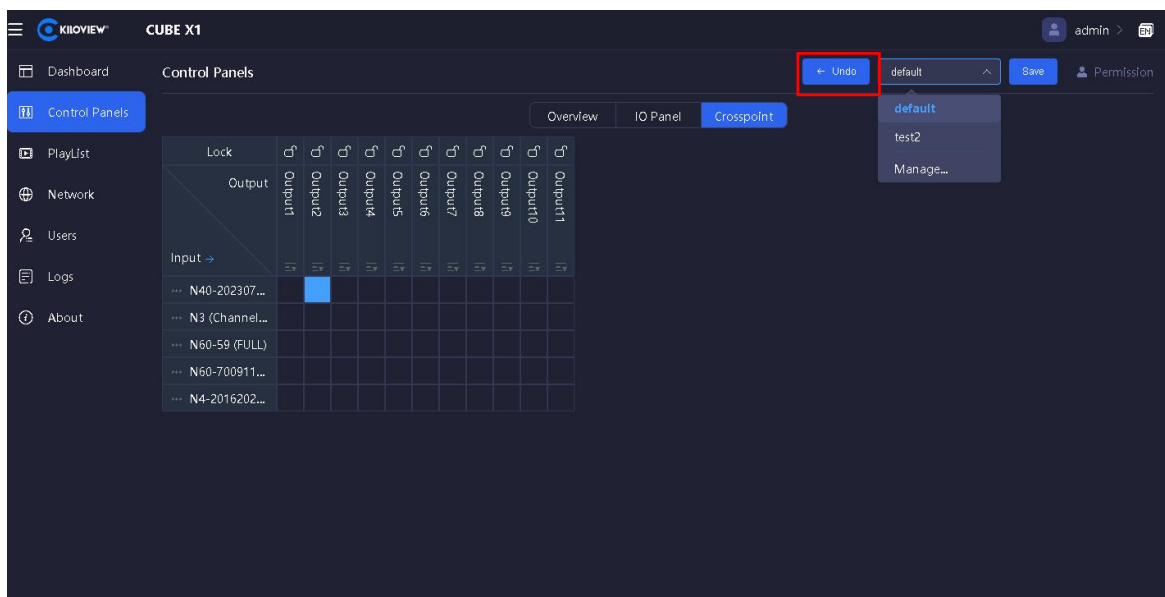 KILOVIEW
CUBE X1
admin >
EN
Dashboard
Control Panels
PlayList
Network
Users
Logs
About
Control Panels
← Undo
default
Save
Permission
default
test2
Manage...
Overview
IO Panel
Crosspoint
Lock
Output
Input →
Output1
Output2
Output3
Output4
Output5
Output6
Output7
Output8
Output9
Output10
Output11
N40-202307...
N3 (Channel...
N60-59 (FULL)
N60-700911...
N4-2016202...